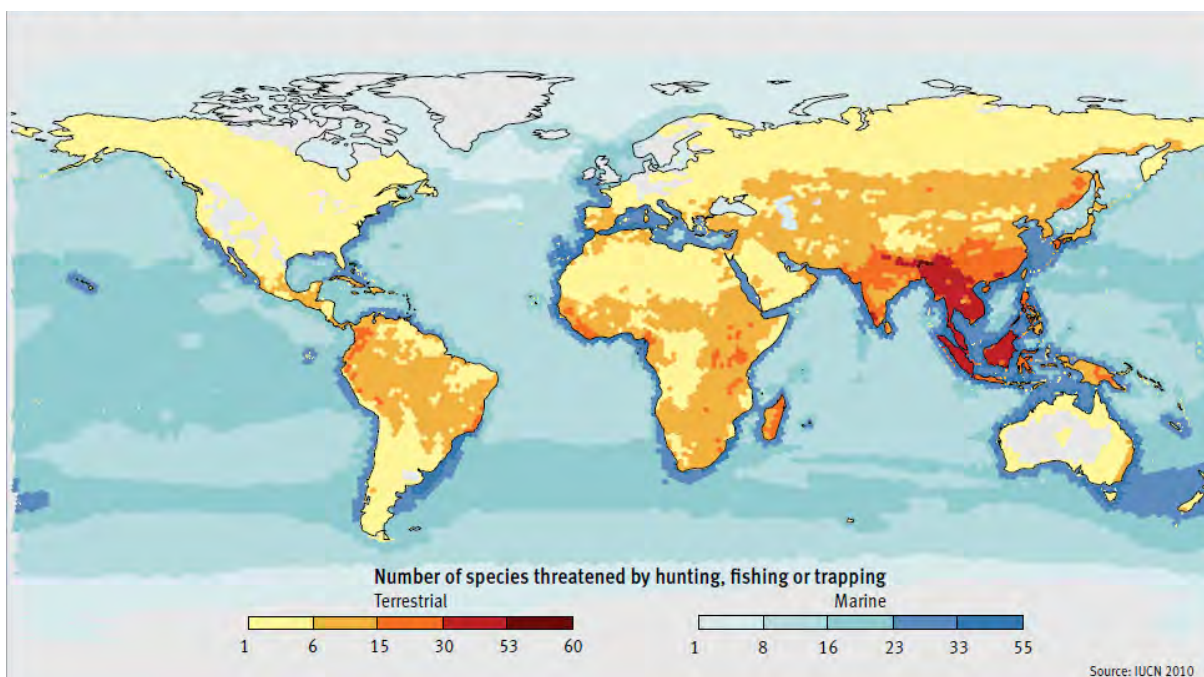 Number of species threatened by hunting, fishing or trapping
Terrestrial
Marine
1 6 15 30 53 60
1 8 16 23 33 55
Source: IUCN 2010